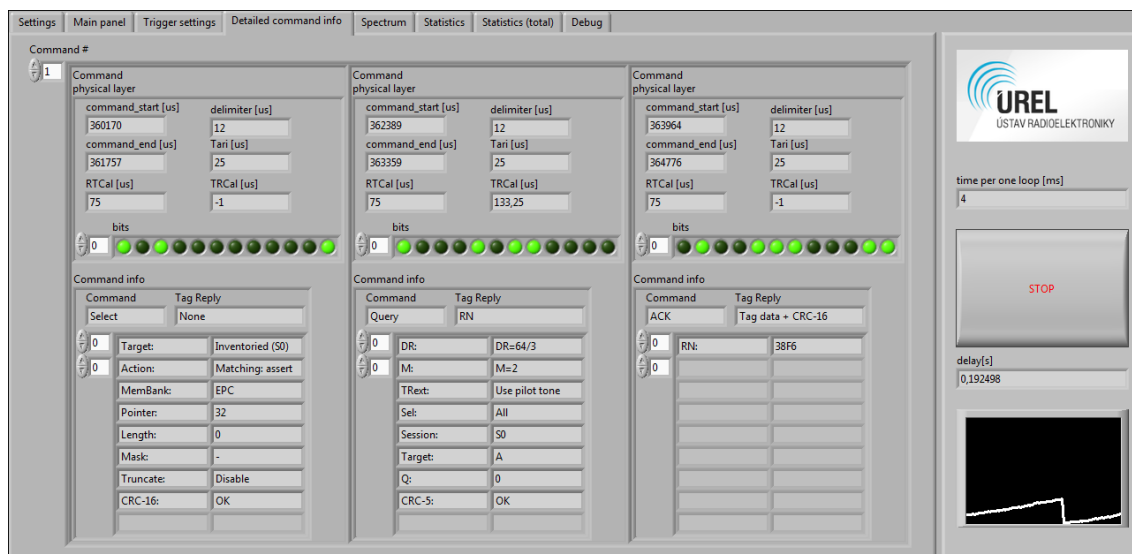 Settings Main panel Trigger settings Detailed command info Spectrum Statistics Statistics (total) Debug
Command #
1
Command
physical layer
command_start [us] delimiter [us]
360170 12
command_end [us] Tari [us]
361757 25
RTCal [us] TRCal [us]
75 -1
bits
0
Command info
Command Tag Reply
Select None
0 Target: Inventoried (S0)
0 Action: Matching: assert
MemBank: EPC
Pointer: 32
Length: 0
Mask: -
Truncate: Disable
CRC-16: OK
Command
physical layer
command_start [us] delimiter [us]
362389 12
command_end [us] Tari [us]
363359 25
RTCal [us] TRCal [us]
75 133,25
bits
0
Command info
Command Tag Reply
Query RN
0 DR: DR=64/3
0 M: M=2
TRext: Use pilot tone
Sel: All
Session: S0
Target: A
Q: 0
CRC-5: OK
Command
physical layer
command_start [us] delimiter [us]
363964 12
command_end [us] Tari [us]
364776 25
RTCal [us] TRCal [us]
75 -1
bits
0
Command info
Command Tag Reply
ACK Tag data + CRC-16
0 RN: 38F6
0
ÚREL
ÚSTAV RADIOELEKTRONIKY
time per one loop [ms]
4
STOP
delay[s]
0,192498